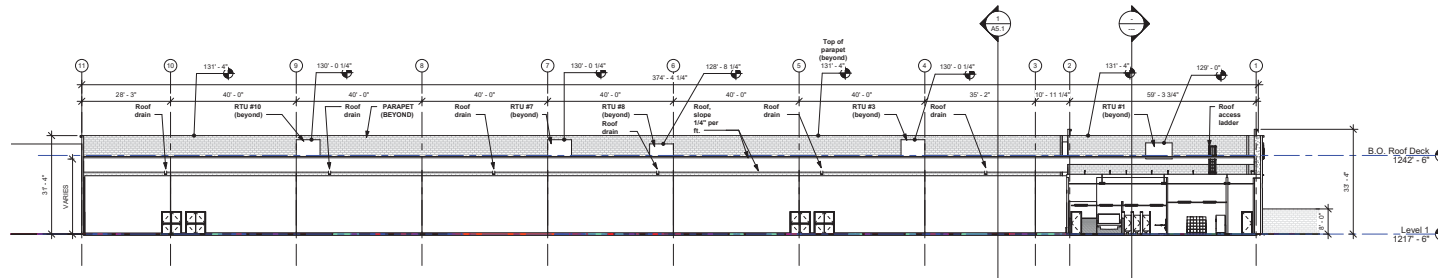 1
A5.1
-
---
Top of
parapet
(beyond)
131' - 4"
131' - 4"
130' - 0 1/4"
130' - 0 1/4"
128' - 8 1/4"
130' - 0 1/4"
131' - 4"
129' - 0"
11
10
9
8
7
6
5
4
3
2
1
374' - 4 1/4"
28' - 3"
40' - 0"
40' - 0"
40' - 0"
40' - 0"
40' - 0"
40' - 0"
35' - 2"
10' - 11 1/4"
59' - 3 3/4"
Roof
drain
RTU #10
(beyond)
Roof
drain
PARAPET
(BEYOND)
Roof
drain
RTU #7
(beyond)
RTU #8
(beyond)
Roof
drain
Roof,
slope
1/4" per
ft.
Roof
drain
RTU #3
(beyond)
Roof
drain
RTU #1
(beyond)
Roof
access
ladder
31' - 4"
VARIES
33' - 4"
8' - 0"
B.O. Roof Deck
1242' - 6"
Level 1
1217' - 6"